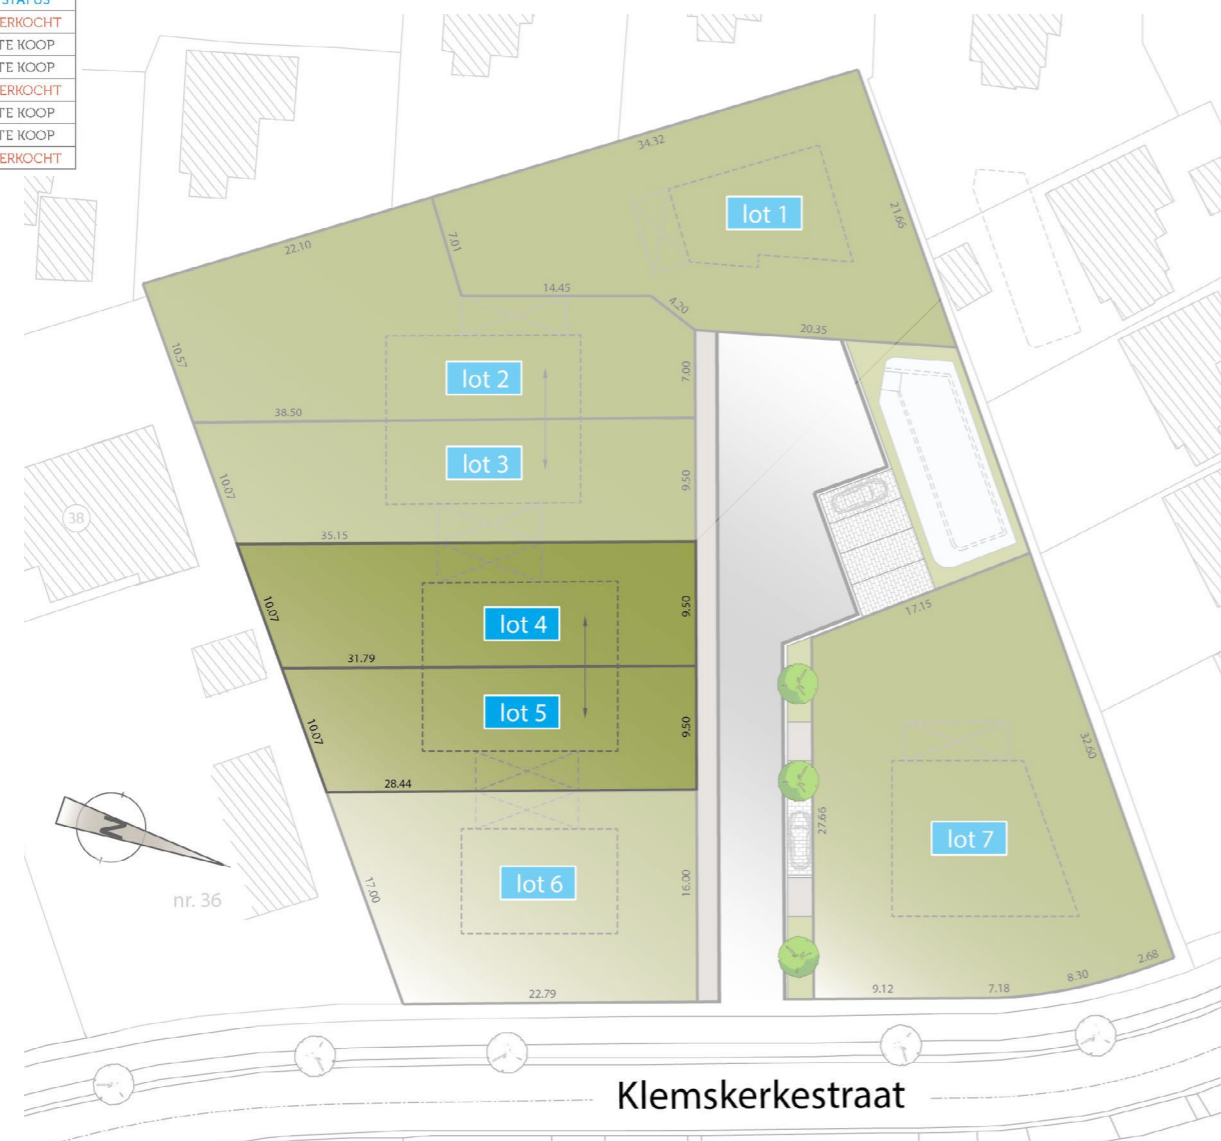 ERKOCHT
TE KOOP
TE KOOP
ERKOCHT
TE KOOP
TE KOOP
ERKOCHT
34.32
lot 1
21.66
22.10
7.01
14.45
4.20
20.35
10.57
lot 2
7.00
38.50
lot 3
10.07
9.50
38
35.15
10.07
lot 4
9.50
17.15
31.79
lot 5
10.07
9.50
32.60
28.44
N
27.66
lot 7
nr. 36
17.00
lot 6
16.00
22.79
9.12
7.18
8.30
2.68
Klemskerkestraat